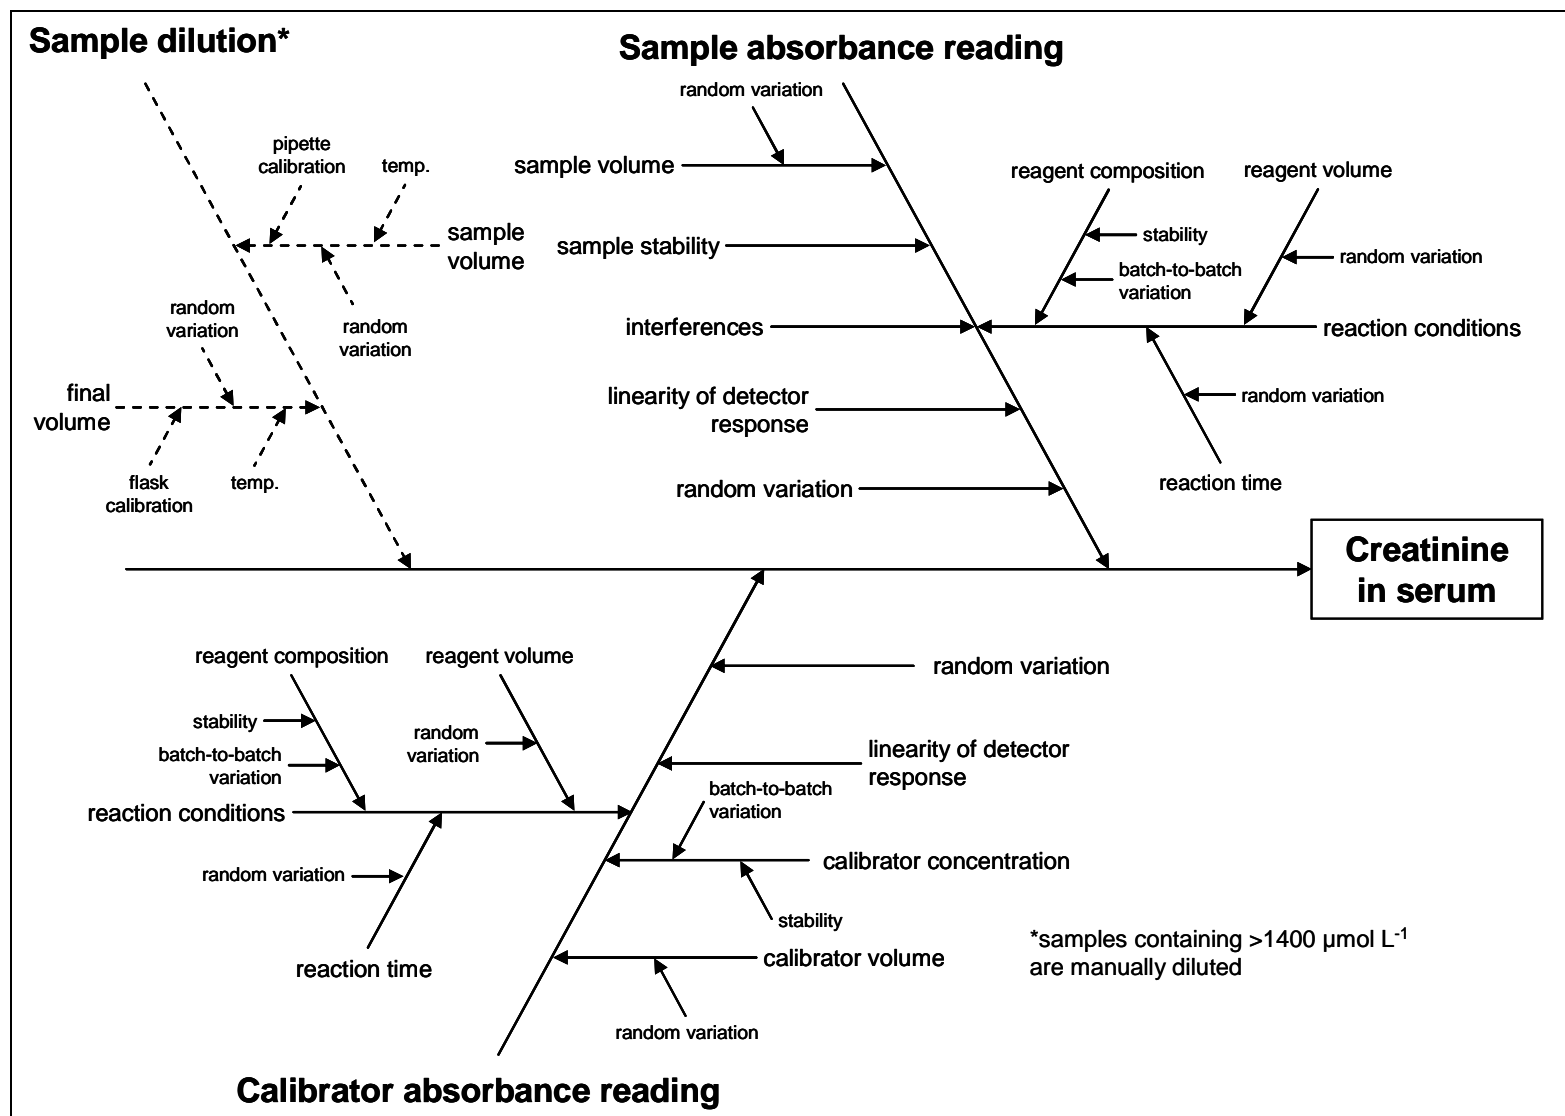 Sample dilution*
Sample absorbance reading
random variation
pipette
calibration
temp.
sample volume
reagent composition
reagent volume
sample
volume
sample stability
stability
random variation
batch-to-batch
variation
random
variation
random
variation
interferences
reaction conditions
final
volume
linearity of detector
response
random variation
flask
calibration
temp.
random variation
reaction time
Creatinine
in serum
reagent composition
reagent volume
random variation
stability
random
variation
batch-to-batch
variation
linearity of detector
response
batch-to-batch
variation
reaction conditions
calibrator concentration
random variation
stability
reaction time
calibrator volume
*samples containing >1400 µmol L⁻¹
are manually diluted
random variation
Calibrator absorbance reading